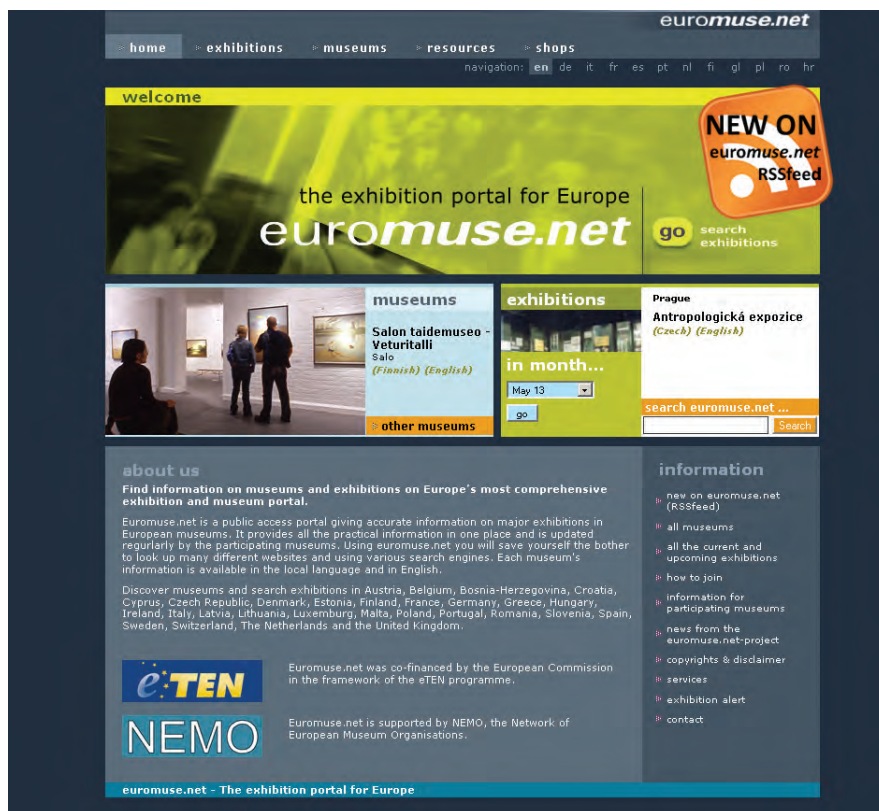 euromuse.net
home exhibitions museums resources shops
navigation: en de it fr es pt nl fi gl pl ro hr
welcome
NEW ON
euromuse.net
RSSfeed
the exhibition portal for Europe
euromuse.net
go search
exhibitions
museums
Salon taidemuseo -
Veturitalli
Salo
(Finnish) (English)
other museums
exhibitions
in month...
May 13
go
Prague
Antropologická expozice
(Czech) (English)
search euromuse.net ...
Search
about us
Find information on museums and exhibitions on Europe's most comprehensive
exhibition and museum portal.
Euromuse.net is a public access portal giving accurate information on major exhibitions in
European museums. It provides all the practical information in one place and is updated
regurlarly by the participating museums. Using euromuse.net you will save yourself the bother
to look up many different websites and using various search engines. Each museum's
information is available in the local language and in English.
Discover museums and search exhibitions in Austria, Belgium, Bosnia-Herzegovina, Croatia,
Cyprus, Czech Republic, Denmark, Estonia, Finland, France, Germany, Greece, Hungary,
Ireland, Italy, Latvia, Lithuania, Luxemburg, Malta, Poland, Portugal, Romania, Slovenia, Spain,
Sweden, Switzerland, The Netherlands and the United Kingdom.
e:TEN
Euromuse.net was co-financed by the European Commission
in the framework of the eTEN programme.
NEMO
Euromuse.net is supported by NEMO, the Network of
European Museum Organisations.
information
new on euromuse.net
(RSSfeed)
all museums
all the current and
upcoming exhibitions
how to join
information for
participating museums
news from the
euromuse.net-project
copyrights & disclaimer
services
exhibition alert
contact
euromuse.net - The exhibition portal for Europe